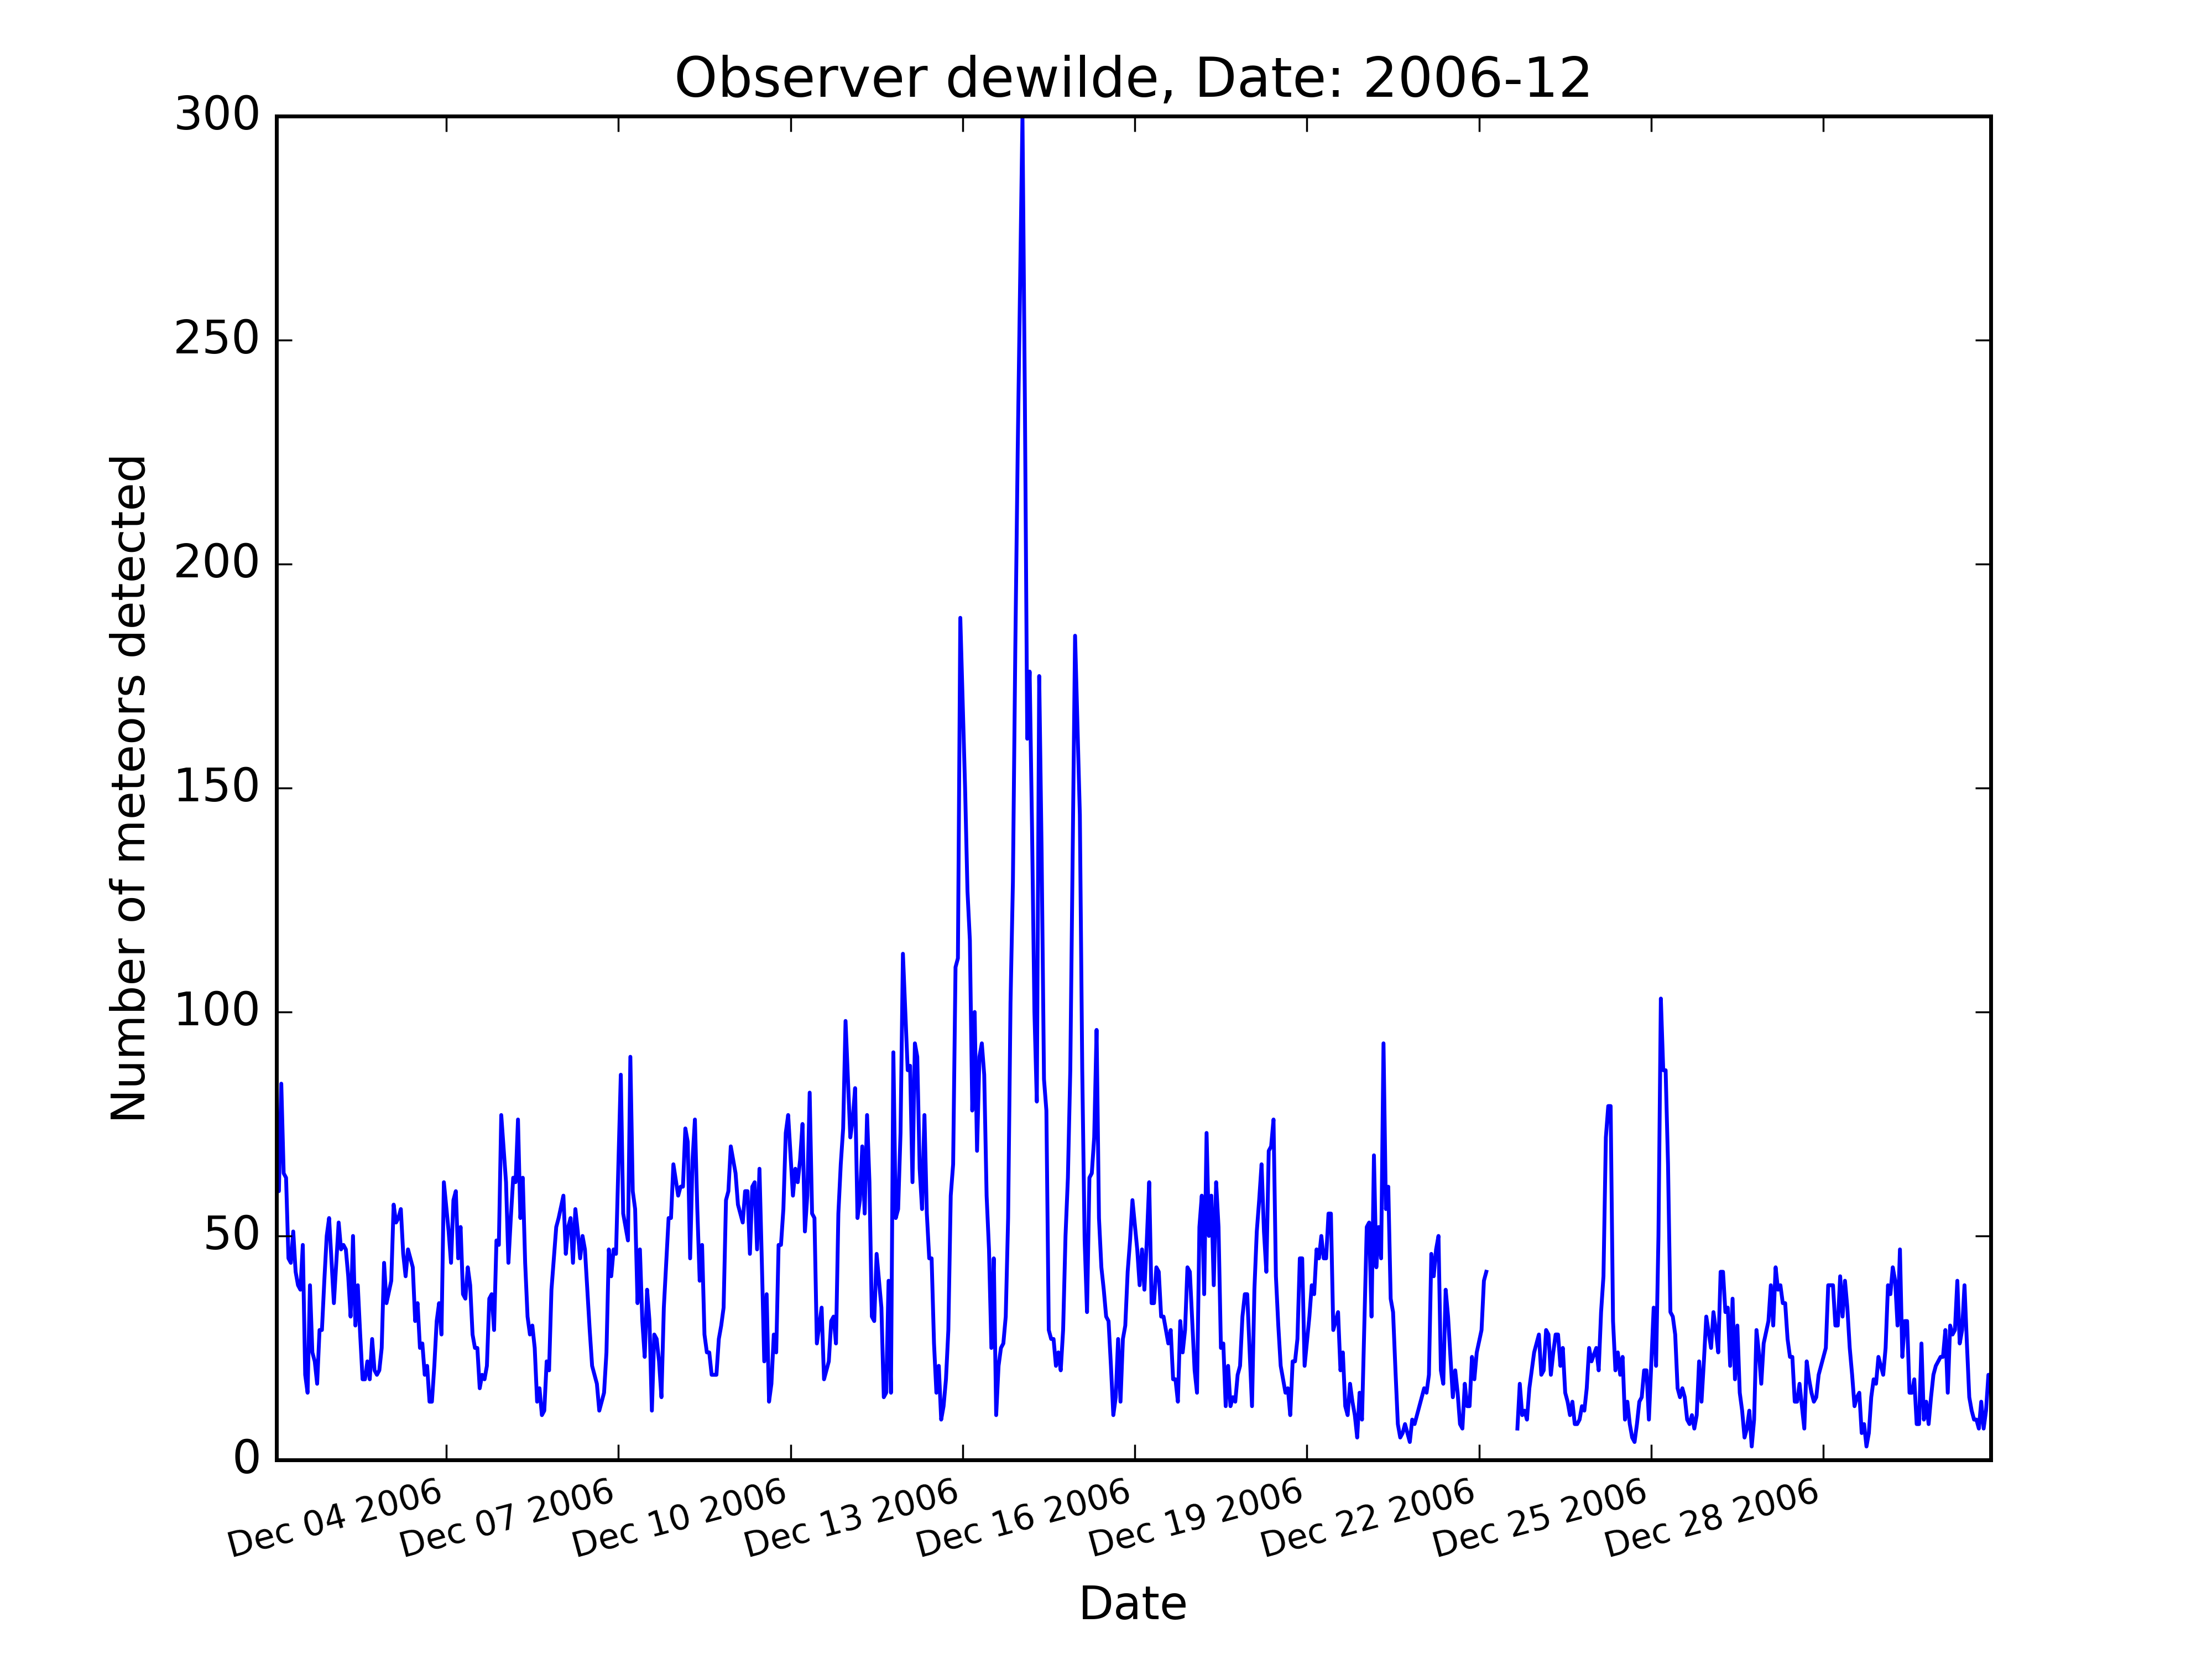 Observer dewilde, Date: 2006-12
300
250
200
150
100
50
0
Number of meteors detected
Dec 04 2006
Dec 07 2006
Dec 10 2006
Dec 13 2006
Dec 16 2006
Dec 19 2006
Dec 22 2006
Dec 25 2006
Dec 28 2006
Date